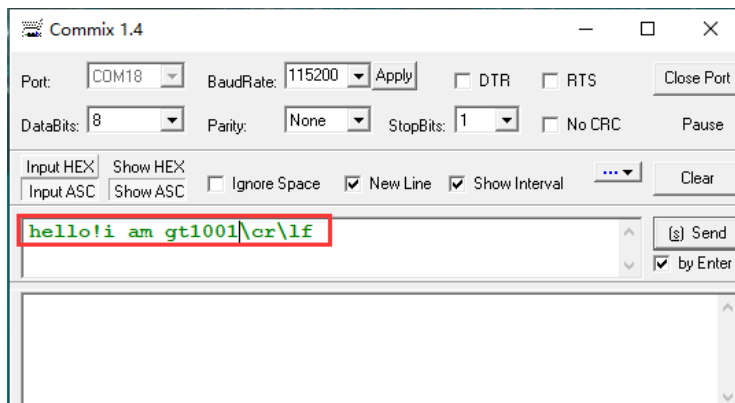 Commix 1.4
Port: COM18 BaudRate: 115200 Apply DTR RTS Close Port
DataBits: 8 Parity: None StopBits: 1 No CRC Pause
Input HEX Show HEX
Input ASC Show ASC Ignore Space New Line Show Interval ... Clear
hello!i am gt1001\cr\lf
(s) Send
by Enter